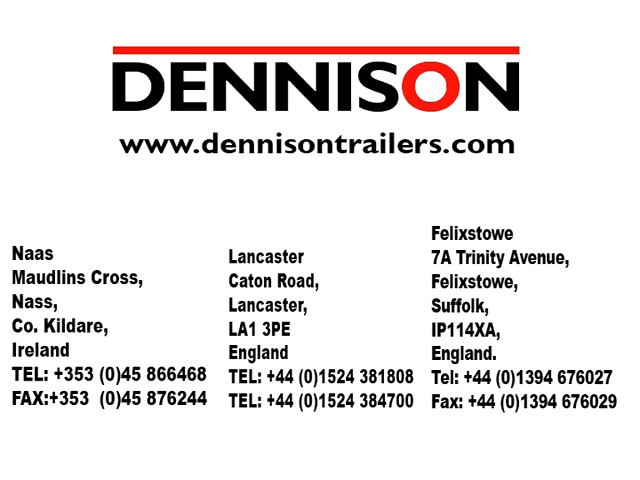 DENNISON
www.dennisontrailers.com
Naas
Maudlins Cross,
Nass,
Co. Kildare,
Ireland
TEL: +353 (0)45 866468
FAX:+353  (0)45 876244
Lancaster
Caton Road,
Lancaster,
LA1 3PE
England
TEL: +44 (0)1524 381808
TEL: +44 (0)1524 384700
Felixstowe
7A Trinity Avenue,
Felixstowe,
Suffolk,
IP114XA,
England.
Tel: +44 (0)1394 676027
Fax: +44 (0)1394 676029